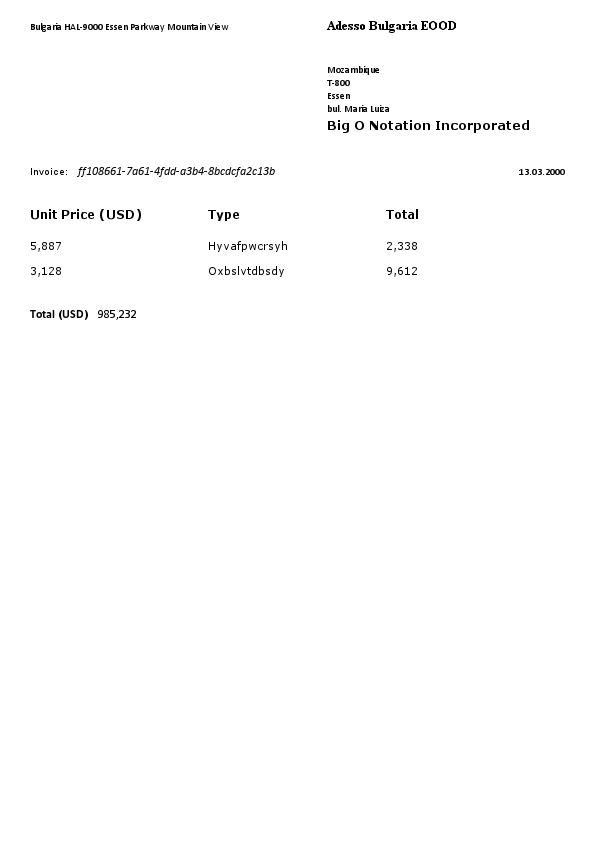 Bulgaria HAL-9000 Essen Parkway Mountain View
Adesso Bulgaria EOOD
Mozambique
T-800
Essen
bul. Maria Luiza
Big O Notation Incorporated
Invoice: ff108661-7a61-4fdd-a3b4-8bcdcfa2c13b 13.03.2000
Unit Price (USD) Type Total
5,887 Hyvafpwcrsyh 2,338
3,128 Oxbslvtdbsdy 9,612
Total (USD) 985,232